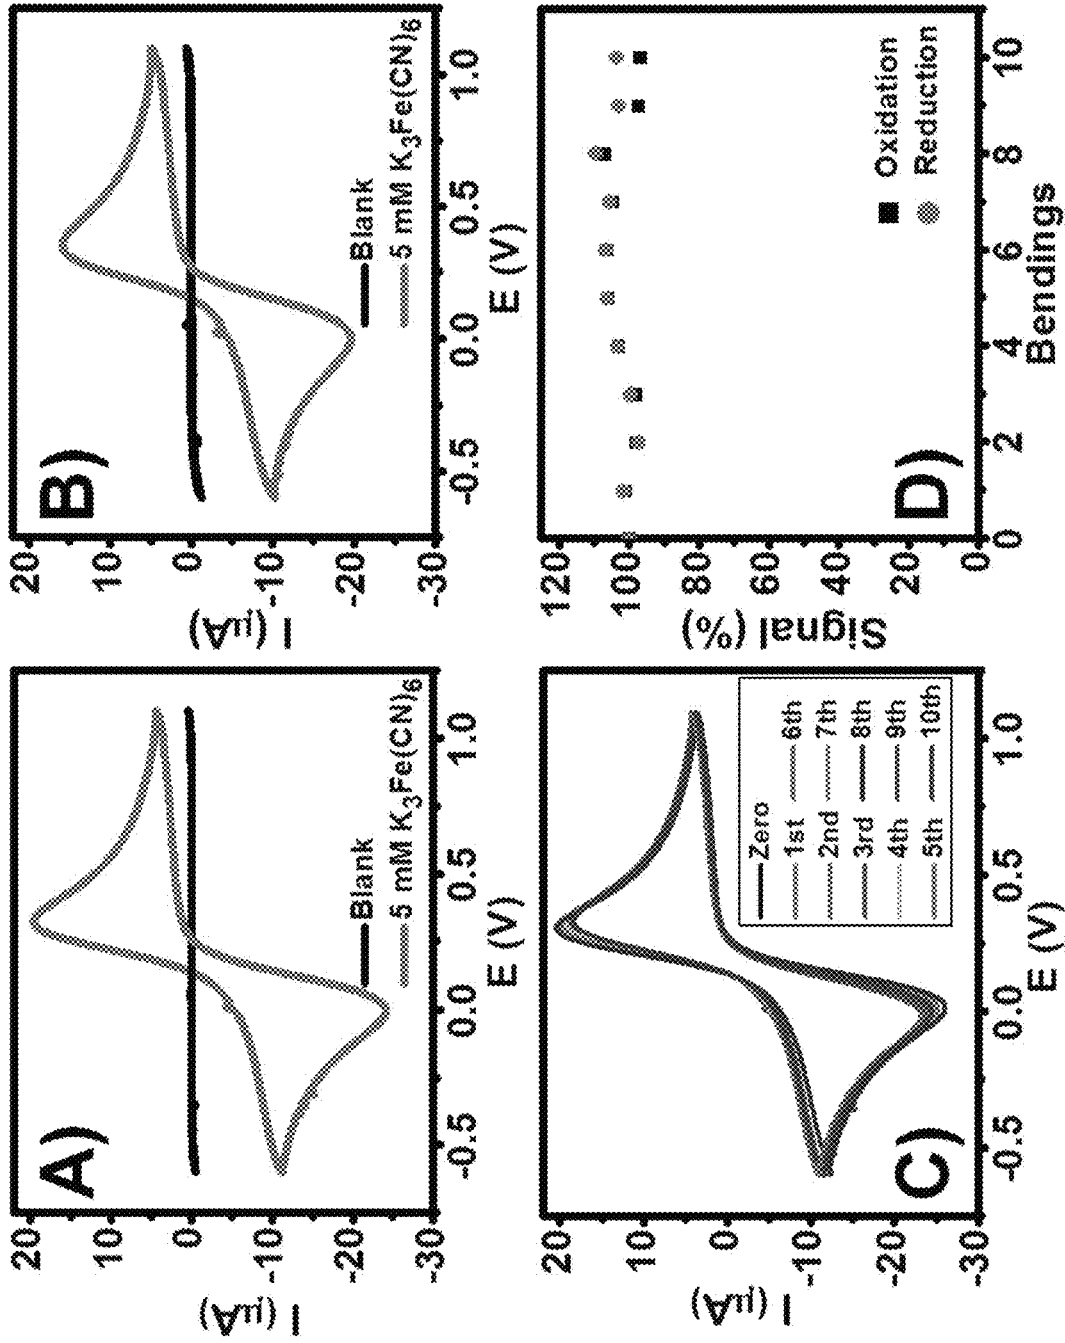 A)
I (µA)
20
10
0
-10
-20
-30
-0.5
0.0
0.5
1.0
E (V)
Blank
5 mM K₃Fe(CN)₆
B)
I (µA)
20
10
0
-10
-20
-30
-0.5
0.0
0.5
1.0
E (V)
Blank
5 mM K₃Fe(CN)₆
C)
I (µA)
20
10
0
-10
-20
-30
-0.5
0.0
0.5
1.0
E (V)
Zero
1st 6th
2nd 7th
3rd 8th
4th 9th
5th 10th
D)
Signal (%)
120
100
80
60
40
20
0
0
2
4
6
8
10
Bendings
Oxidation
Reduction